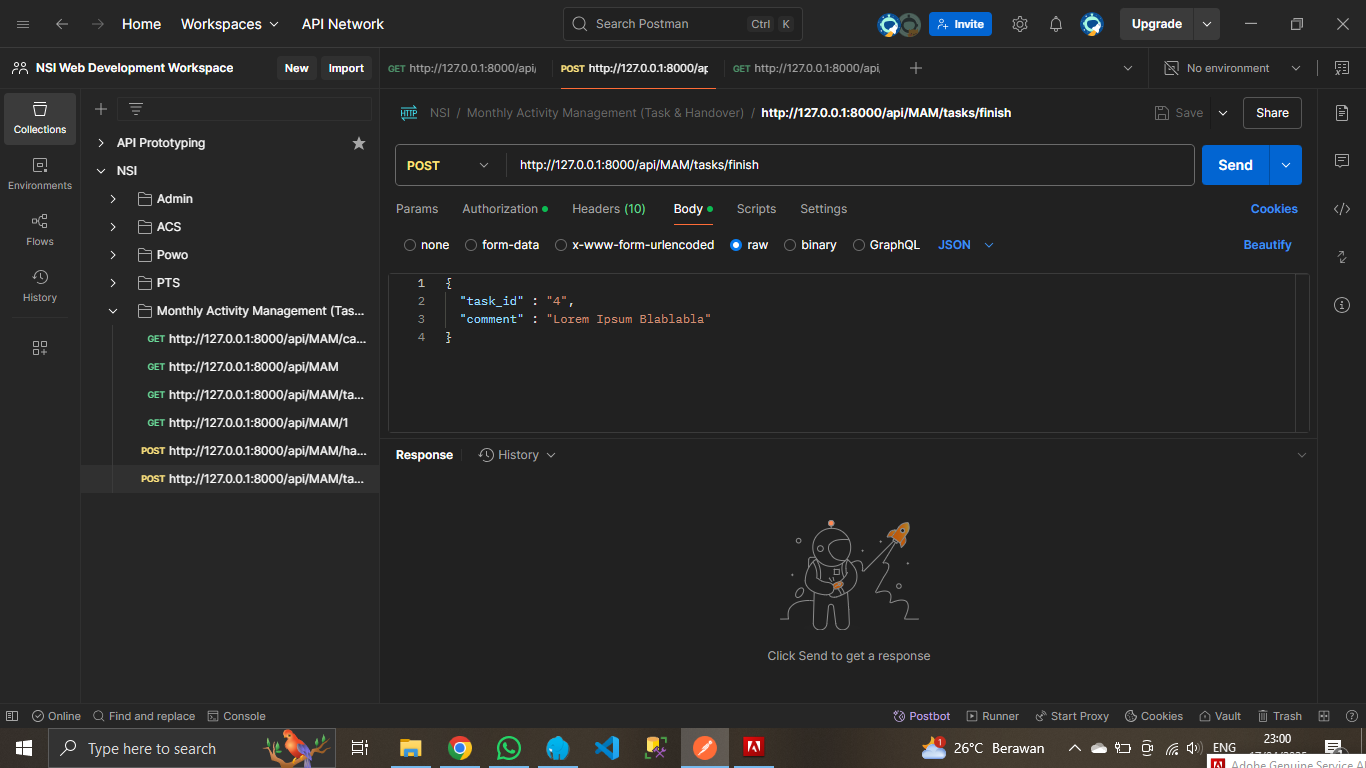 Home Workspaces API Network Search Postman Ctrl K Invite Upgrade
NSI Web Development Workspace New Import
GET http://127.0.0.1:8000/api/ POST http://127.0.0.1:8000/ap GET http://127.0.0.1:8000/api, No environment
Collections
Environments
Flows
History
API Prototyping
NSI
Admin
ACS
Powo
PTS
Monthly Activity Management (Tas...
GET http://127.0.0.1:8000/api/MAM/ca...
GET http://127.0.0.1:8000/api/MAM
GET http://127.0.0.1:8000/api/MAM/ta...
GET http://127.0.0.1:8000/api/MAM/1
POST http://127.0.0.1:8000/api/MAM/ha...
POST http://127.0.0.1:8000/api/MAM/ta...
HTTP NSI / Monthly Activity Management (Task & Handover) / http://127.0.0.1:8000/api/MAM/tasks/finish Save Share
POST http://127.0.0.1:8000/api/MAM/tasks/finish Send
Params Authorization Headers (10) Body Scripts Settings Cookies
none form-data x-www-form-urlencoded raw binary GraphQL JSON Beautify
1 {
2 "task_id" : "4",
3 "comment" : "Lorem Ipsum Blablabla"
4 }
Response History
Click Send to get a response
Online Find and replace Console Postbot Runner Start Proxy Cookies Vault Trash
Type here to search 1 26°C Berawan ENG 23:00
Adobe Genuine Service